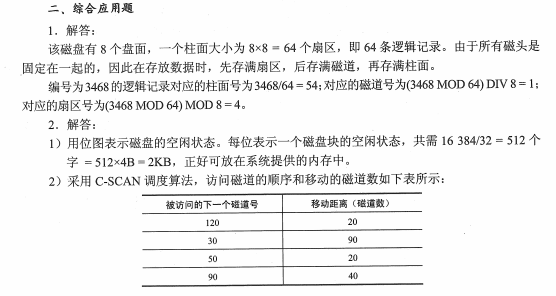 二、综合应用题
1．解答：
该磁盘有 8 个盘面，一个柱面大小为 8×8 = 64 个扇区，即 64 条逻辑记录。由于所有磁头是
固定在一起的，因此在存放数据时，先存满扇区，后存满磁道，再存满柱面。
编号为3468的逻辑记录对应的柱面号为3468/64 = 54；对应的磁道号为(3468 MOD 64) DIV 8 = 1；
对应的扇区号为(3468 MOD 64) MOD 8 = 4。
2．解答：
1）用位图表示磁盘的空闲状态。每位表示一个磁盘块的空闲状态，共需 16 384/32 = 512 个
字 = 512×4B = 2KB，正好可放在系统提供的内存中。
2）采用 C-SCAN 调度算法，访问磁道的顺序和移动的磁道数如下表所示：
被访问的下一个磁道号 移动距离（磁道数）
120 20
30 90
50 20
90 40